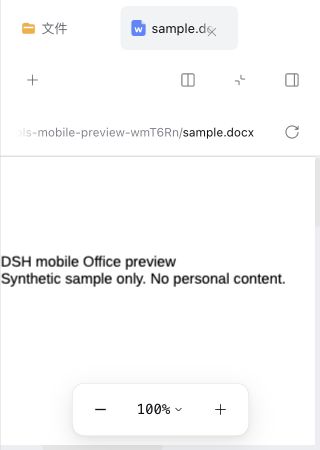 文件
sample.do
ols-mobile-preview-wmT6Rn/sample.docx
DSH mobile Office preview
Synthetic sample only. No personal content.
100%